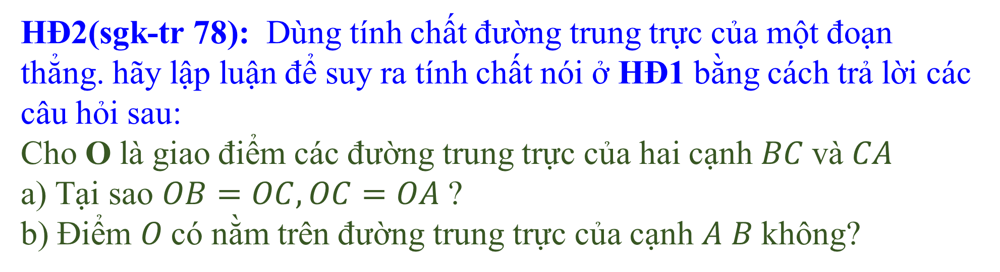 HĐ2(sgk-tr 78): Dùng tính chất đường trung trực của một đoạn
thẳng. hãy lập luận để suy ra tính chất nói ở HĐ1 bằng cách trả lời các
câu hỏi sau:
Cho O là giao điểm các đường trung trực của hai cạnh BC và CA
a) Tại sao OB = OC, OC = OA ?
b) Điểm O có nằm trên đường trung trực của cạnh A B không?